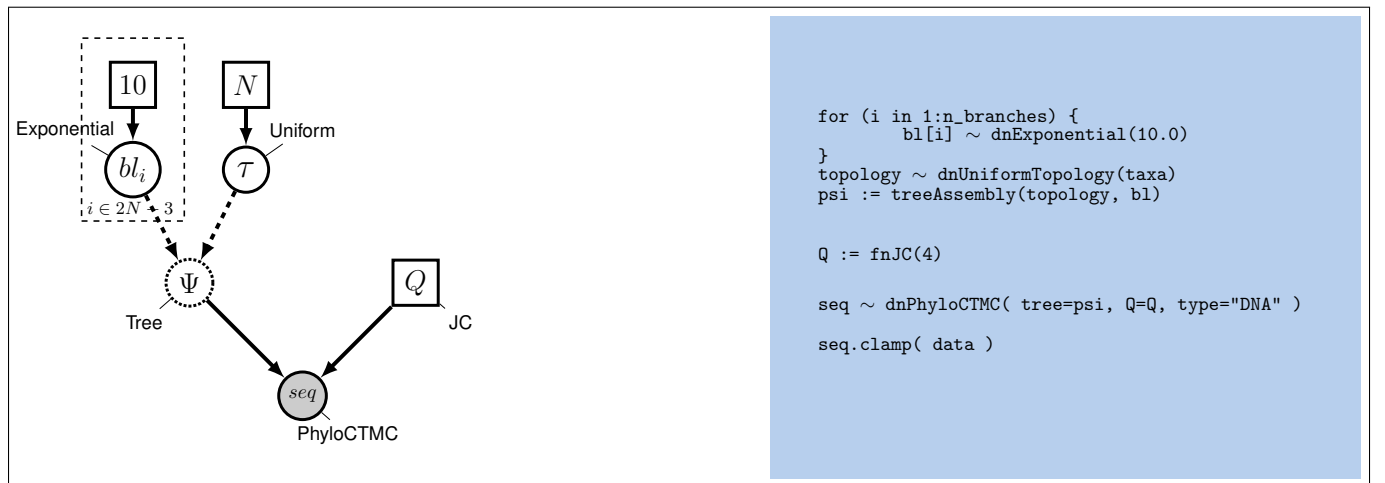 10
N
Exponential
Uniform
bl_i
τ
i ∈ 2N − 3
Ψ
Q
Tree
JC
seq
PhyloCTMC
for (i in 1:n_branches) {
bl[i] ∼ dnExponential(10.0)
}
topology ∼ dnUniformTopology(taxa)
psi := treeAssembly(topology, bl)
Q := fnJC(4)
seq ∼ dnPhyloCTMC( tree=psi, Q=Q, type="DNA" )
seq.clamp( data )